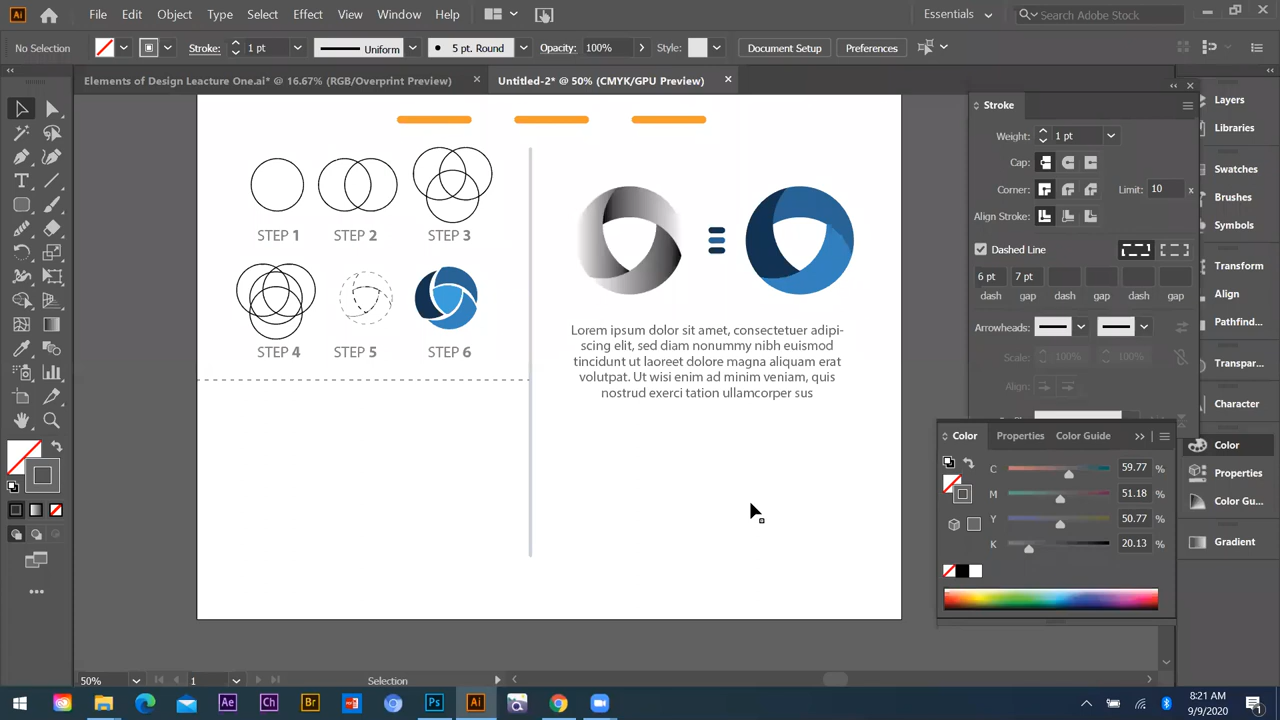 File Edit Object Type Select Effect View Window Help
Essentials
Search Adobe Stock
No Selection
Stroke:
1 pt
Uniform
5 pt. Round
Opacity:
100%
Style:
Document Setup
Preferences
Elements of Design Leacture One.ai* @ 16.67% (RGB/Overprint Preview)
Untitled-2* @ 50% (CMYK/GPU Preview)
STEP 1
STEP 2
STEP 3
STEP 4
STEP 5
STEP 6
Lorem ipsum dolor sit amet, consectetuer adipi-
scing elit, sed diam nonummy nibh euismod
tincidunt ut laoreet dolore magna aliquam erat
volutpat. Ut wisi enim ad minim veniam, quis
nostrud exerci tation ullamcorper sus
Stroke
Weight: 1 pt
Cap:
Corner:
Limit: 10 x
Align Stroke:
Dashed Line
6 pt 7 pt
dash gap dash gap dash gap
Arrowheads:
Scale: 100% 100%
Align:
Color
Properties
Color Guide
C 59.77 %
M 51.18 %
Y 50.77 %
K 20.13 %
Layers
Libraries
Swatches
Brushes
Symbols
Transform
Align
Pathfin...
Transpar...
Character
Color
Properties
Color Gu...
Gradient
50%
1
Selection
Ai
Ae
Ch
Br
Ps
Ai
8:21 AM
9/9/2020
1